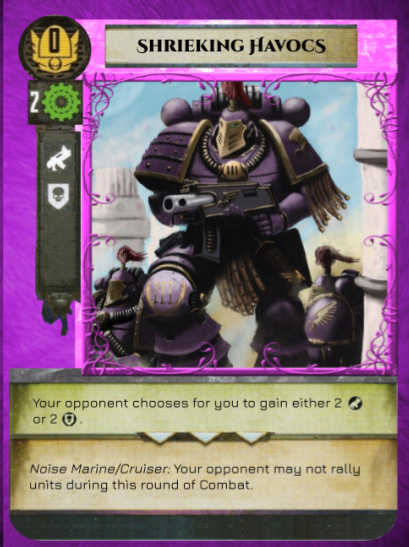 0
SHRIEKING HAVOCS
2
Your opponent chooses for you to gain either 2
or 2 .
Noise Marine/Cruiser: Your opponent may not rally
units during this round of Combat.